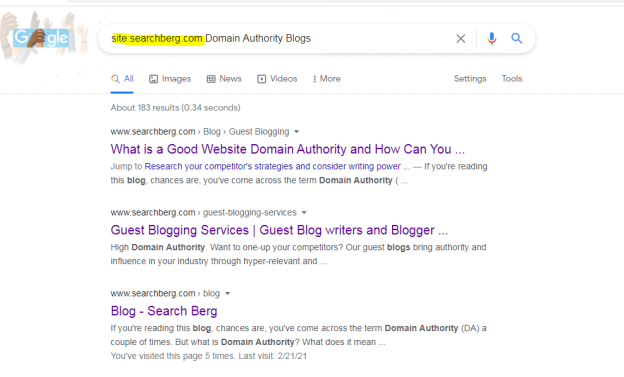 Google
site:searchberg.com Domain Authority Blogs
All Images News Videos More Settings Tools
About 183 results (0.34 seconds)
www.searchberg.com › Blog › Guest Blogging
What is a Good Website Domain Authority and How Can You ...
Jump to Research your competitor's strategies and consider writing power ... — If you're reading
this blog, chances are, you've come across the term Domain Authority ( ...
www.searchberg.com › guest-blogging-services
Guest Blogging Services | Guest Blog writers and Blogger ...
High Domain Authority. Want to one-up your competitors? Our guest blogs bring authority and
influence in your industry through hyper-relevant and ...
www.searchberg.com › blog
Blog - Search Berg
If you're reading this blog, chances are, you've come across the term Domain Authority (DA) a
couple of times. But what is Domain Authority? What does it mean ...
You've visited this page 5 times. Last visit: 2/21/21